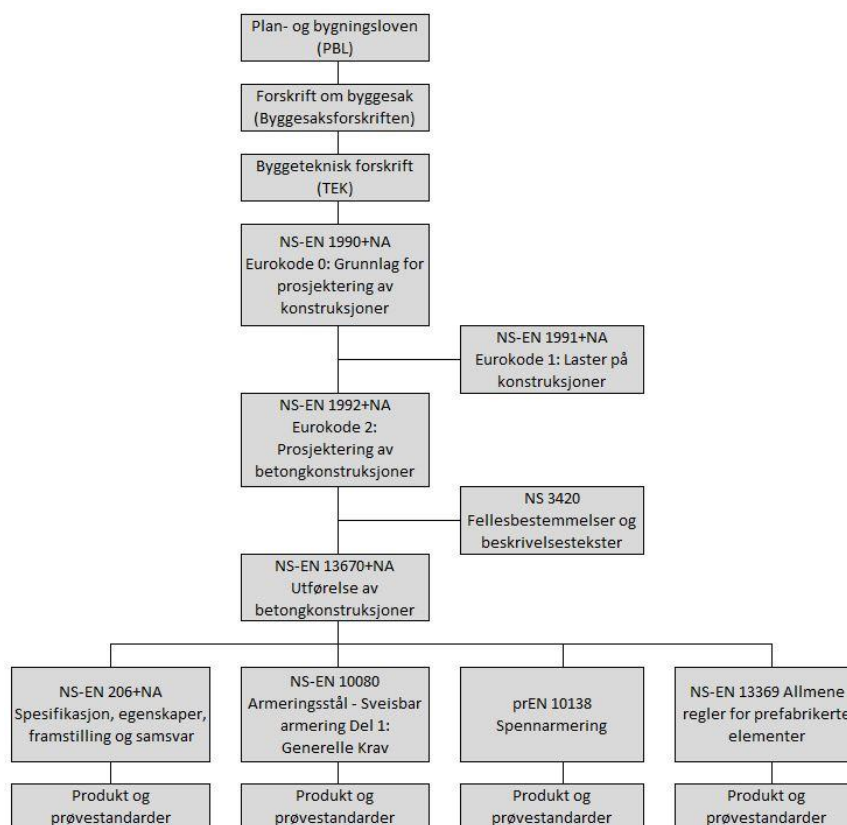 Plan- og bygningsloven
(PBL)
Forskrift om byggesak
(Byggesaksforskriften)
Byggeteknisk forskrift
(TEK)
NS-EN 1990+NA
Eurokode 0: Grunnlag for
prosjektering av
konstruksjoner
NS-EN 1991+NA
Eurokode 1: Laster på
konstruksjoner
NS-EN 1992+NA
Eurokode 2:
Prosjektering av
betongkonstruksjoner
NS 3420
Fellesbestemmelser og
beskrivelsestekster
NS-EN 13670+NA
Utførelse av
betongkonstruksjoner
NS-EN 206+NA
Spesifikasjon, egenskaper,
framstilling og samsvar
NS-EN 10080
Armeringsstål - Sveisbar
armering Del 1:
Generelle Krav
prEN 10138
Spennarmering
NS-EN 13369 Allmene
regler for prefabrikerte
elementer
Produkt og
prøvestandarder
Produkt og
prøvestandarder
Produkt og
prøvestandarder
Produkt og
prøvestandarder